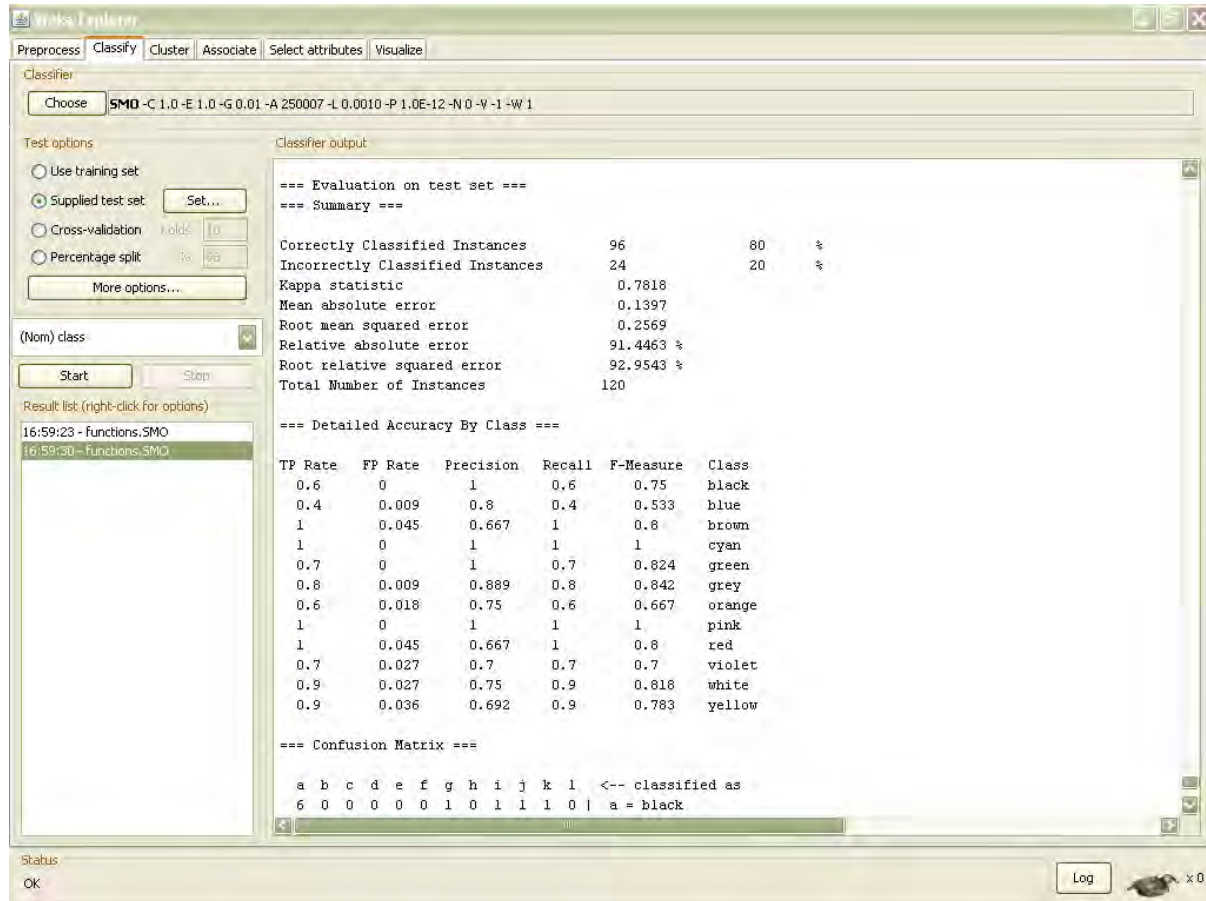 Weka Explorer
Preprocess Classify Cluster Associate Select attributes Visualize
Classifier
Choose SMO -C 1.0 -E 1.0 -G 0.01 -A 250007 -L 0.0010 -P 1.0E-12 -N 0 -V -1 -W 1
Test options
Use training set
Supplied test set Set...
Cross-validation Folds 10
Percentage split %
More options...
(Nom) class
Start Stop
Result list (right-click for options)
16:59:23 - functions.SMO
16:59:30 - functions.SMO
Classifier output
=== Evaluation on test set ===
=== Summary ===
Correctly Classified Instances 96 80 %
Incorrectly Classified Instances 24 20 %
Kappa statistic 0.7818
Mean absolute error 0.1397
Root mean squared error 0.2569
Relative absolute error 91.4463 %
Root relative squared error 92.9543 %
Total Number of Instances 120
=== Detailed Accuracy By Class ===
TP Rate FP Rate Precision Recall F-Measure Class
0.6 0 1 0.6 0.75 black
0.4 0.009 0.8 0.4 0.533 blue
1 0.045 0.667 1 0.8 brown
1 0 1 1 1 cyan
0.7 0 1 0.7 0.824 green
0.8 0.009 0.889 0.8 0.842 grey
0.6 0.018 0.75 0.6 0.667 orange
1 0 1 1 1 pink
1 0.045 0.667 1 0.8 red
0.7 0.027 0.7 0.7 0.7 violet
0.9 0.027 0.75 0.9 0.818 white
0.9 0.036 0.692 0.9 0.783 yellow
=== Confusion Matrix ===
a b c d e f g h i j k l <-- classified as
6 0 0 0 0 0 1 0 1 1 1 0 | a = black
Status
OK
Log x 0